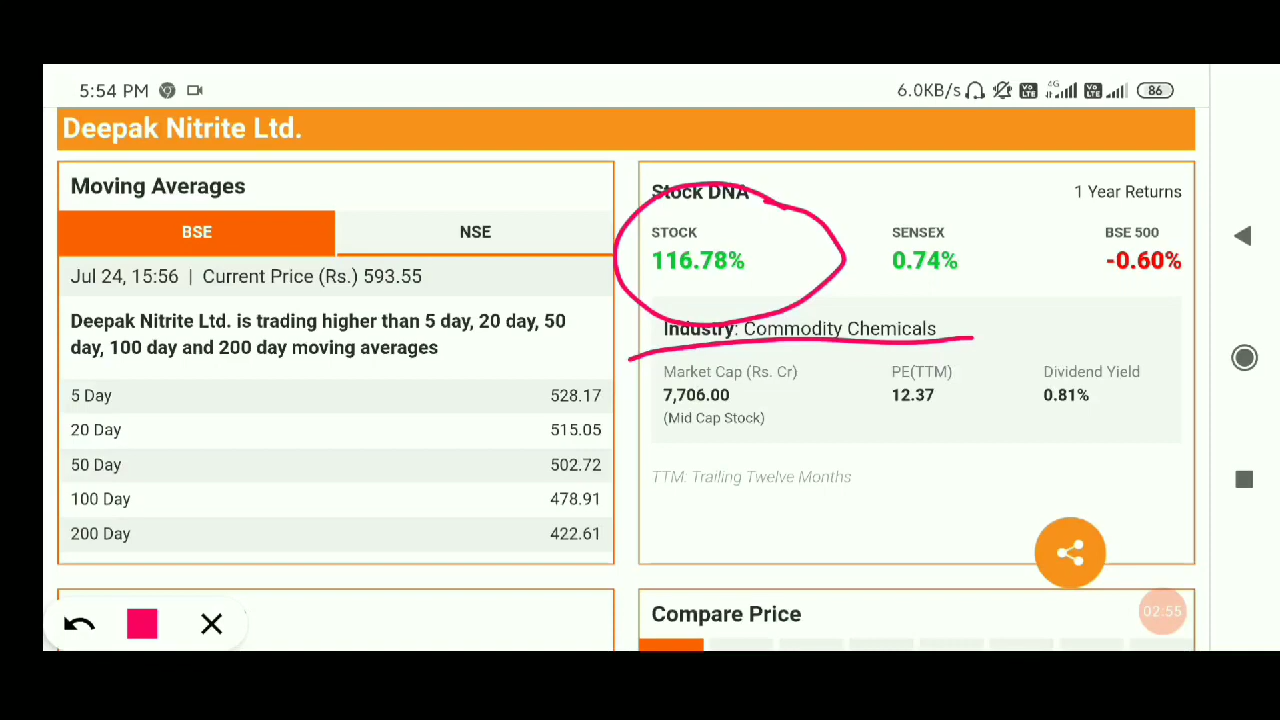 5:54 PM
6.0KB/s 4G Vo LTE Vo LTE 86
Deepak Nitrite Ltd.
Moving Averages
BSE NSE
Jul 24, 15:56 | Current Price (Rs.) 593.55
Deepak Nitrite Ltd. is trading higher than 5 day, 20 day, 50
day, 100 day and 200 day moving averages
5 Day 528.17
20 Day 515.05
50 Day 502.72
100 Day 478.91
200 Day 422.61
Stock DNA 1 Year Returns
STOCK SENSEX BSE 500
116.78% 0.74% -0.60%
Industry: Commodity Chemicals
Market Cap (Rs. Cr) PE(TTM) Dividend Yield
7,706.00 12.37 0.81%
(Mid Cap Stock)
TTM: Trailing Twelve Months
Compare Price
02:55